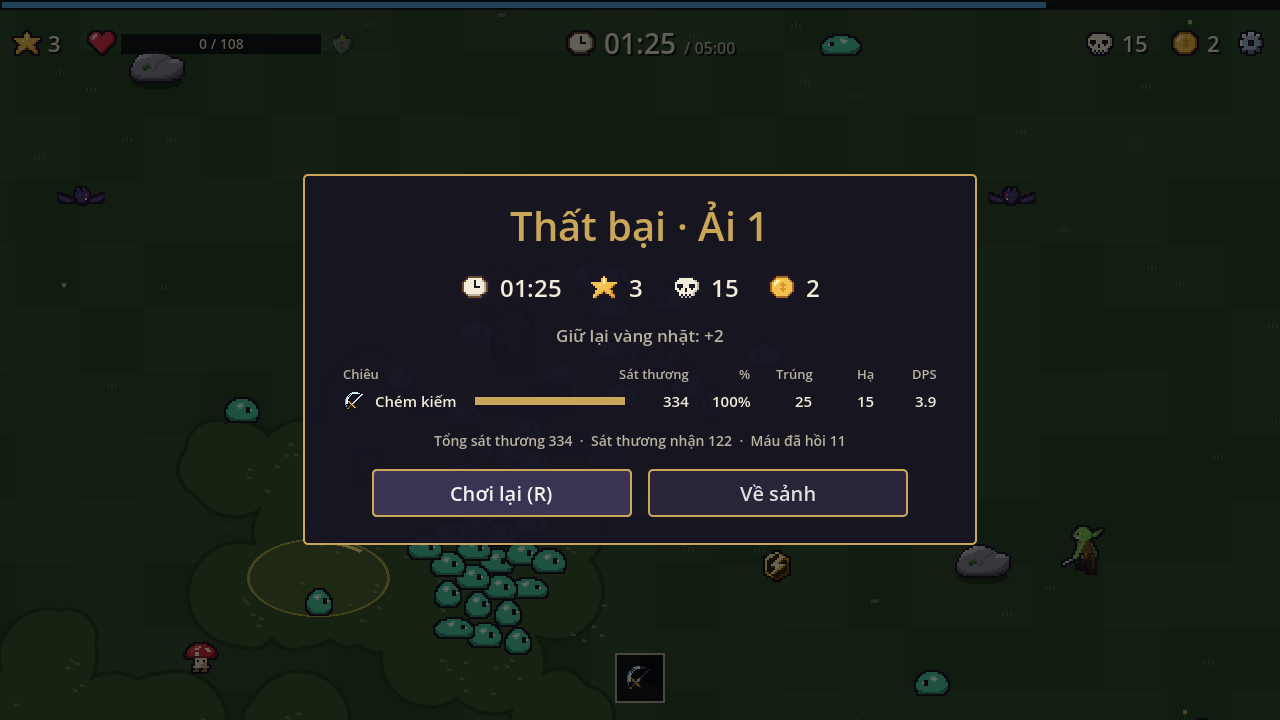 3 0 / 108 01:25 / 05:00 15 2
Thất bại · Ải 1
01:25 3 15 2
Giữ lại vàng nhặt: +2
Chiêu Sát thương % Trúng Hạ DPS
Chém kiếm 334 100% 25 15 3.9
Tổng sát thương 334 · Sát thương nhận 122 · Máu đã hồi 11
Chơi lại (R) Về sảnh